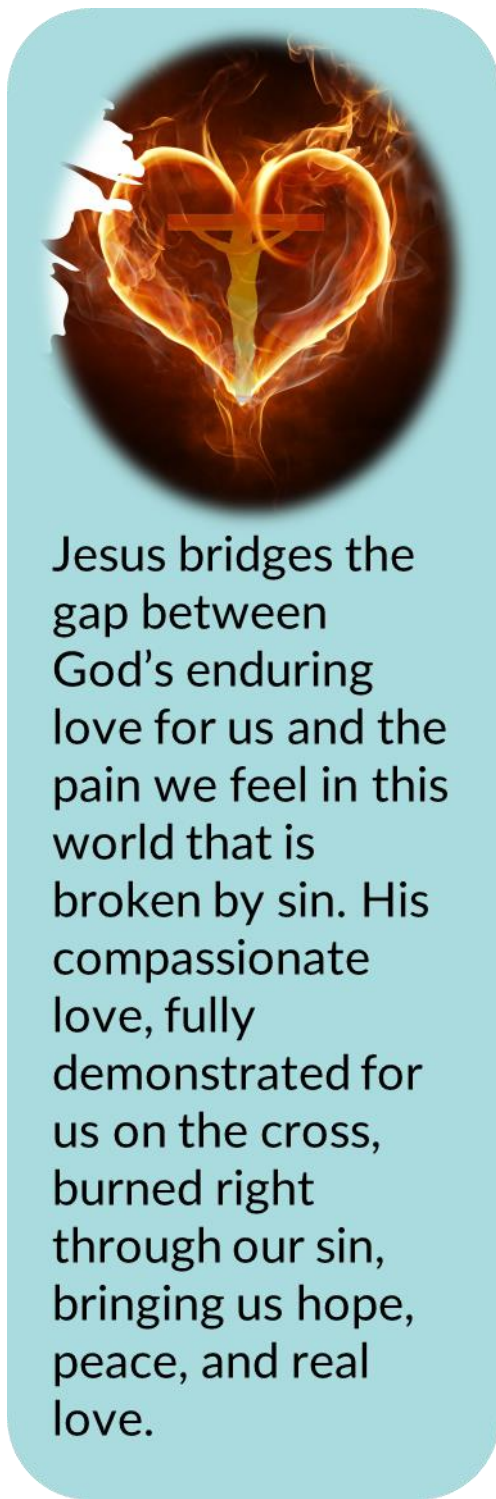 Jesus bridges the
gap between
God’s enduring
love for us and the
pain we feel in this
world that is
broken by sin. His
compassionate
love, fully
demonstrated for
us on the cross,
burned right
through our sin,
bringing us hope,
peace, and real
love.